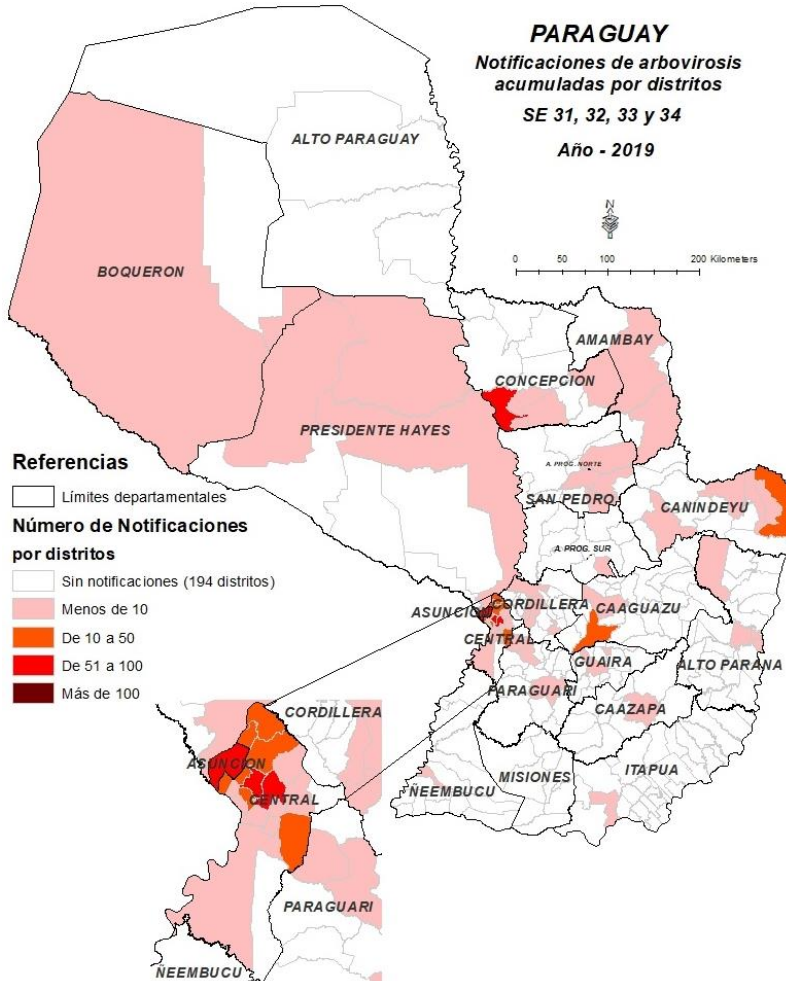 PARAGUAY
Notificaciones de arbovirosis
acumuladas por distritos
SE 31, 32, 33 y 34
Año - 2019
N
0 50 100 200 Kilometers
ALTO PARAGUAY
BOQUERON
AMAMBAY
CONCEPCION
PRESIDENTE HAYES
A. PROG. NORTE
SAN PEDRO
CANINDEYU
A. PROG. SUR
ASUNCION
CORDILLERA
CAAGUAZU
CENTRAL
GUAIRA
ALTO PARANA
PARAGUARI
CAAZAPA
ITAPUA
MISIONES
ÑEEMBUCU
Referencias
Límites departamentales
Número de Notificaciones
por distritos
Sin notificaciones (194 distritos)
Menos de 10
De 10 a 50
De 51 a 100
Más de 100
CORDILLERA
ASUNCION
CENTRAL
PARAGUARI
ÑEEMBUCU